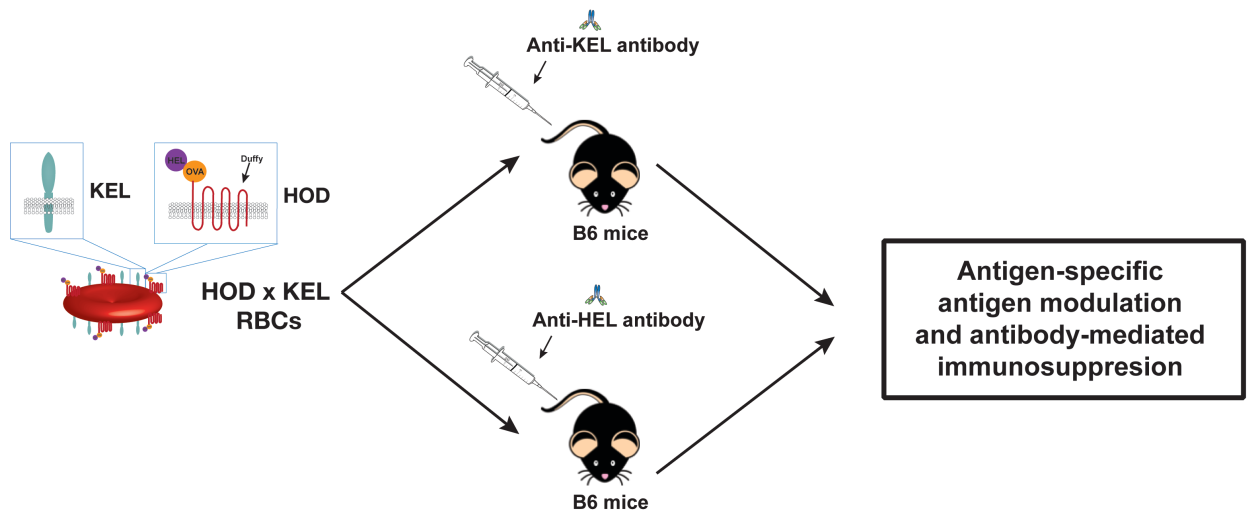 Anti-KEL antibody
B6 mice
KEL
HEL
OVA
Duffy
HOD
HOD x KEL
RBCs
Anti-HEL antibody
B6 mice
Antigen-specific
antigen modulation
and antibody-mediated
immunosuppresion